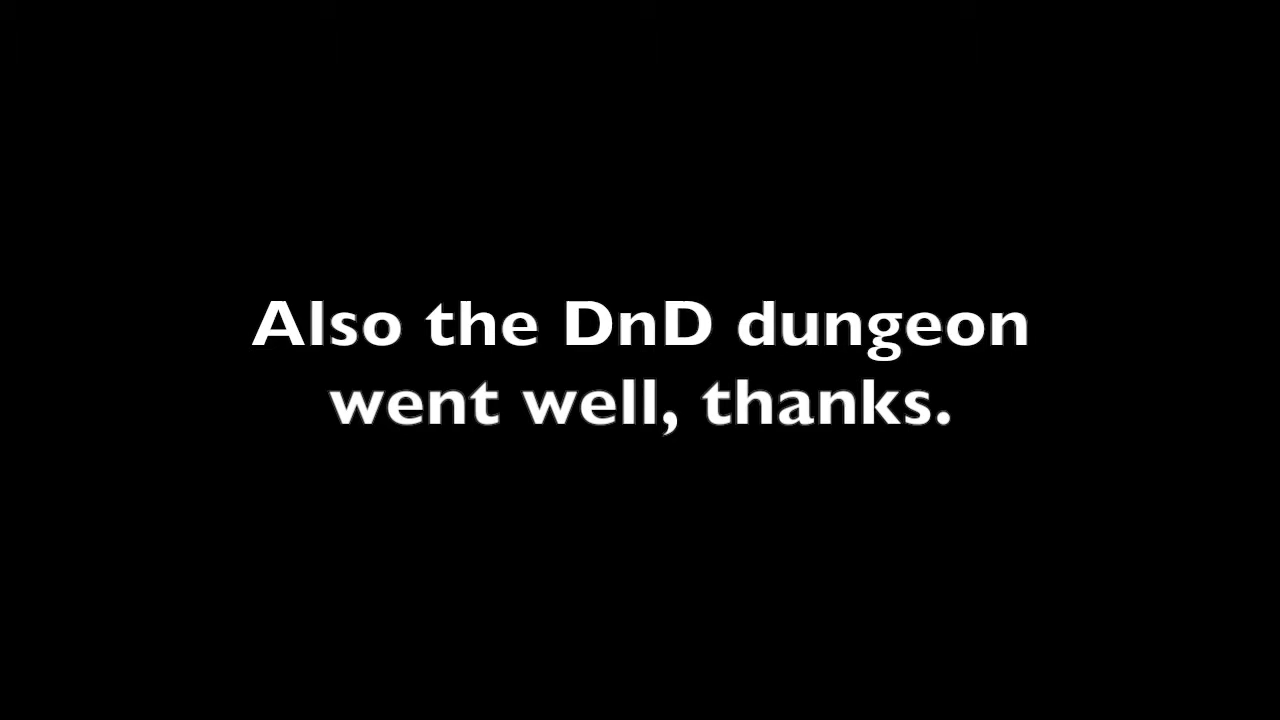 Also the DnD dungeon
went well, thanks.